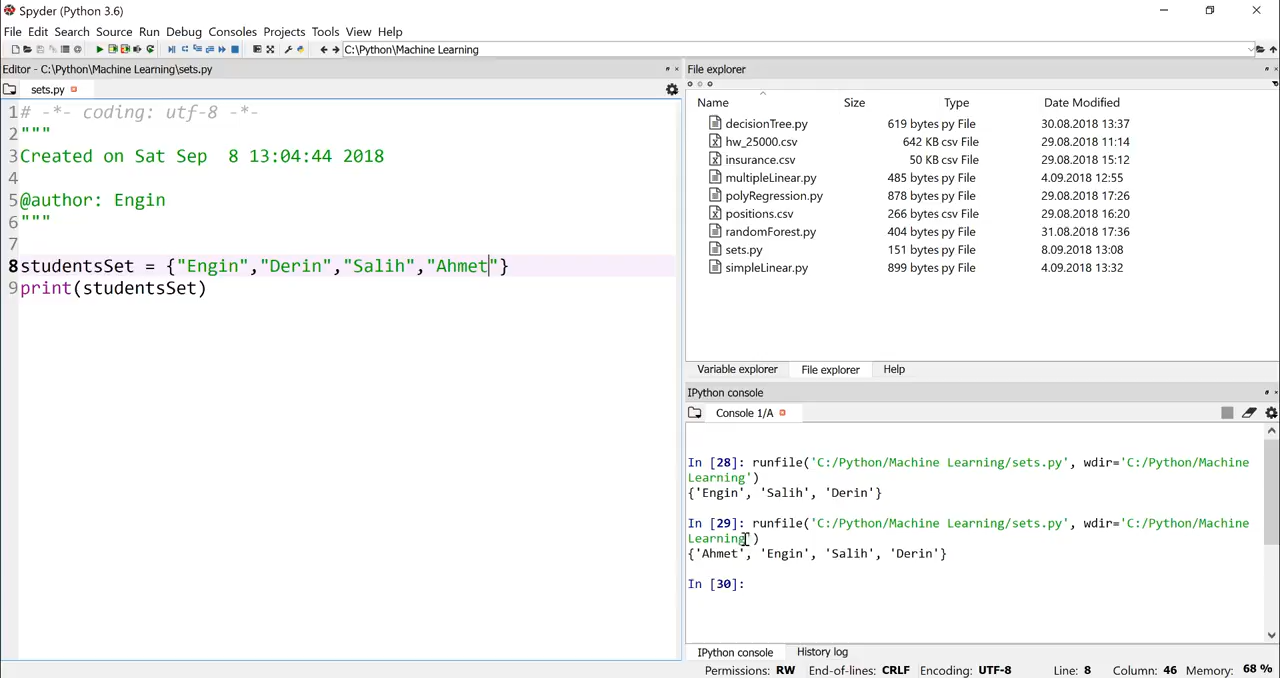 Spyder (Python 3.6)
File Edit Search Source Run Debug Consoles Projects Tools View Help
C:\Python\Machine Learning
Editor - C:\Python\Machine Learning\sets.py
sets.py
1 # -*- coding: utf-8 -*-
2 """
3 Created on Sat Sep  8 13:04:44 2018
4
5 @author: Engin
6 """
7
8 studentsSet = {"Engin","Derin","Salih","Ahmet"}
9 print(studentsSet)
File explorer
Name Size Type Date Modified
decisionTree.py 619 bytes py File 30.08.2018 13:37
hw_25000.csv 642 KB csv File 29.08.2018 11:14
insurance.csv 50 KB csv File 29.08.2018 15:12
multipleLinear.py 485 bytes py File 4.09.2018 12:55
polyRegression.py 878 bytes py File 29.08.2018 17:26
positions.csv 266 bytes csv File 29.08.2018 16:20
randomForest.py 404 bytes py File 31.08.2018 17:36
sets.py 151 bytes py File 8.09.2018 13:08
simpleLinear.py 899 bytes py File 4.09.2018 13:32
Variable explorer File explorer Help
IPython console
Console 1/A
In [28]: runfile('C:/Python/Machine Learning/sets.py', wdir='C:/Python/Machine
Learning')
{'Engin', 'Salih', 'Derin'}
In [29]: runfile('C:/Python/Machine Learning/sets.py', wdir='C:/Python/Machine
Learning')
{'Ahmet', 'Engin', 'Salih', 'Derin'}
In [30]:
IPython console History log
Permissions: RW End-of-lines: CRLF Encoding: UTF-8 Line: 8 Column: 46 Memory: 68 %